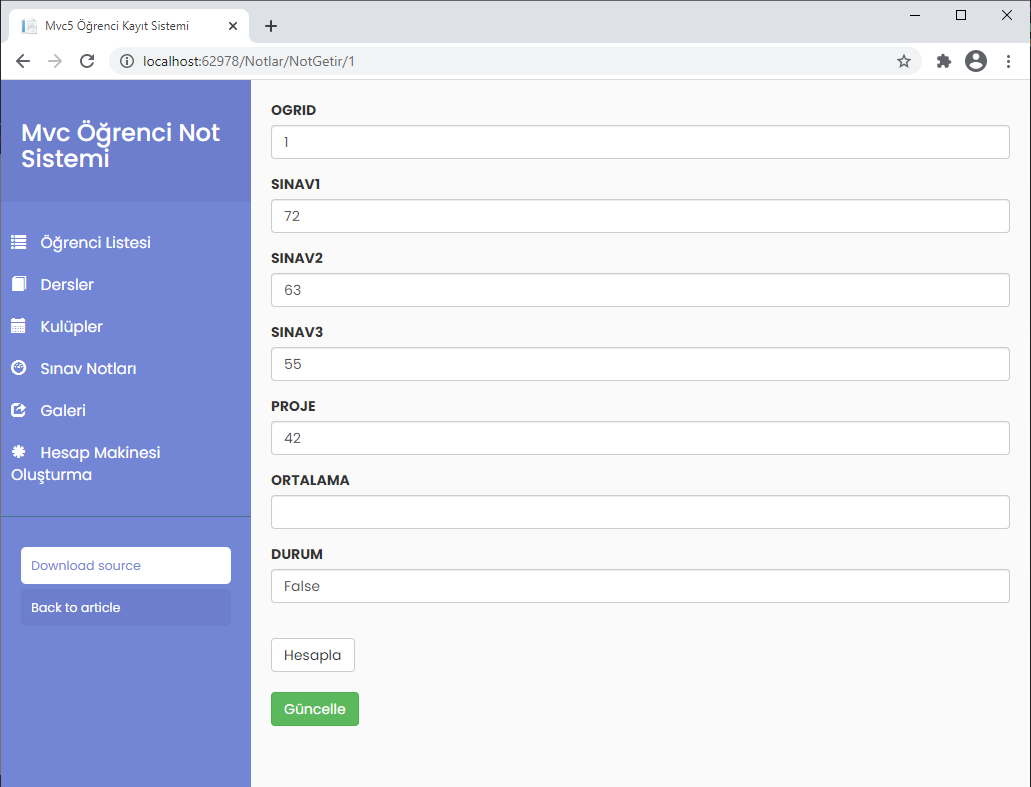 Mvc5 Öğrenci Kayıt Sistemi
localhost:62978/Notlar/NotGetir/1
Mvc Öğrenci Not
Sistemi
Öğrenci Listesi
Dersler
Kulüpler
Sınav Notları
Galeri
Hesap Makinesi
Oluşturma
Download source
Back to article
OGRID
1
SINAV1
72
SINAV2
63
SINAV3
55
PROJE
42
ORTALAMA
DURUM
False
Hesapla
Güncelle